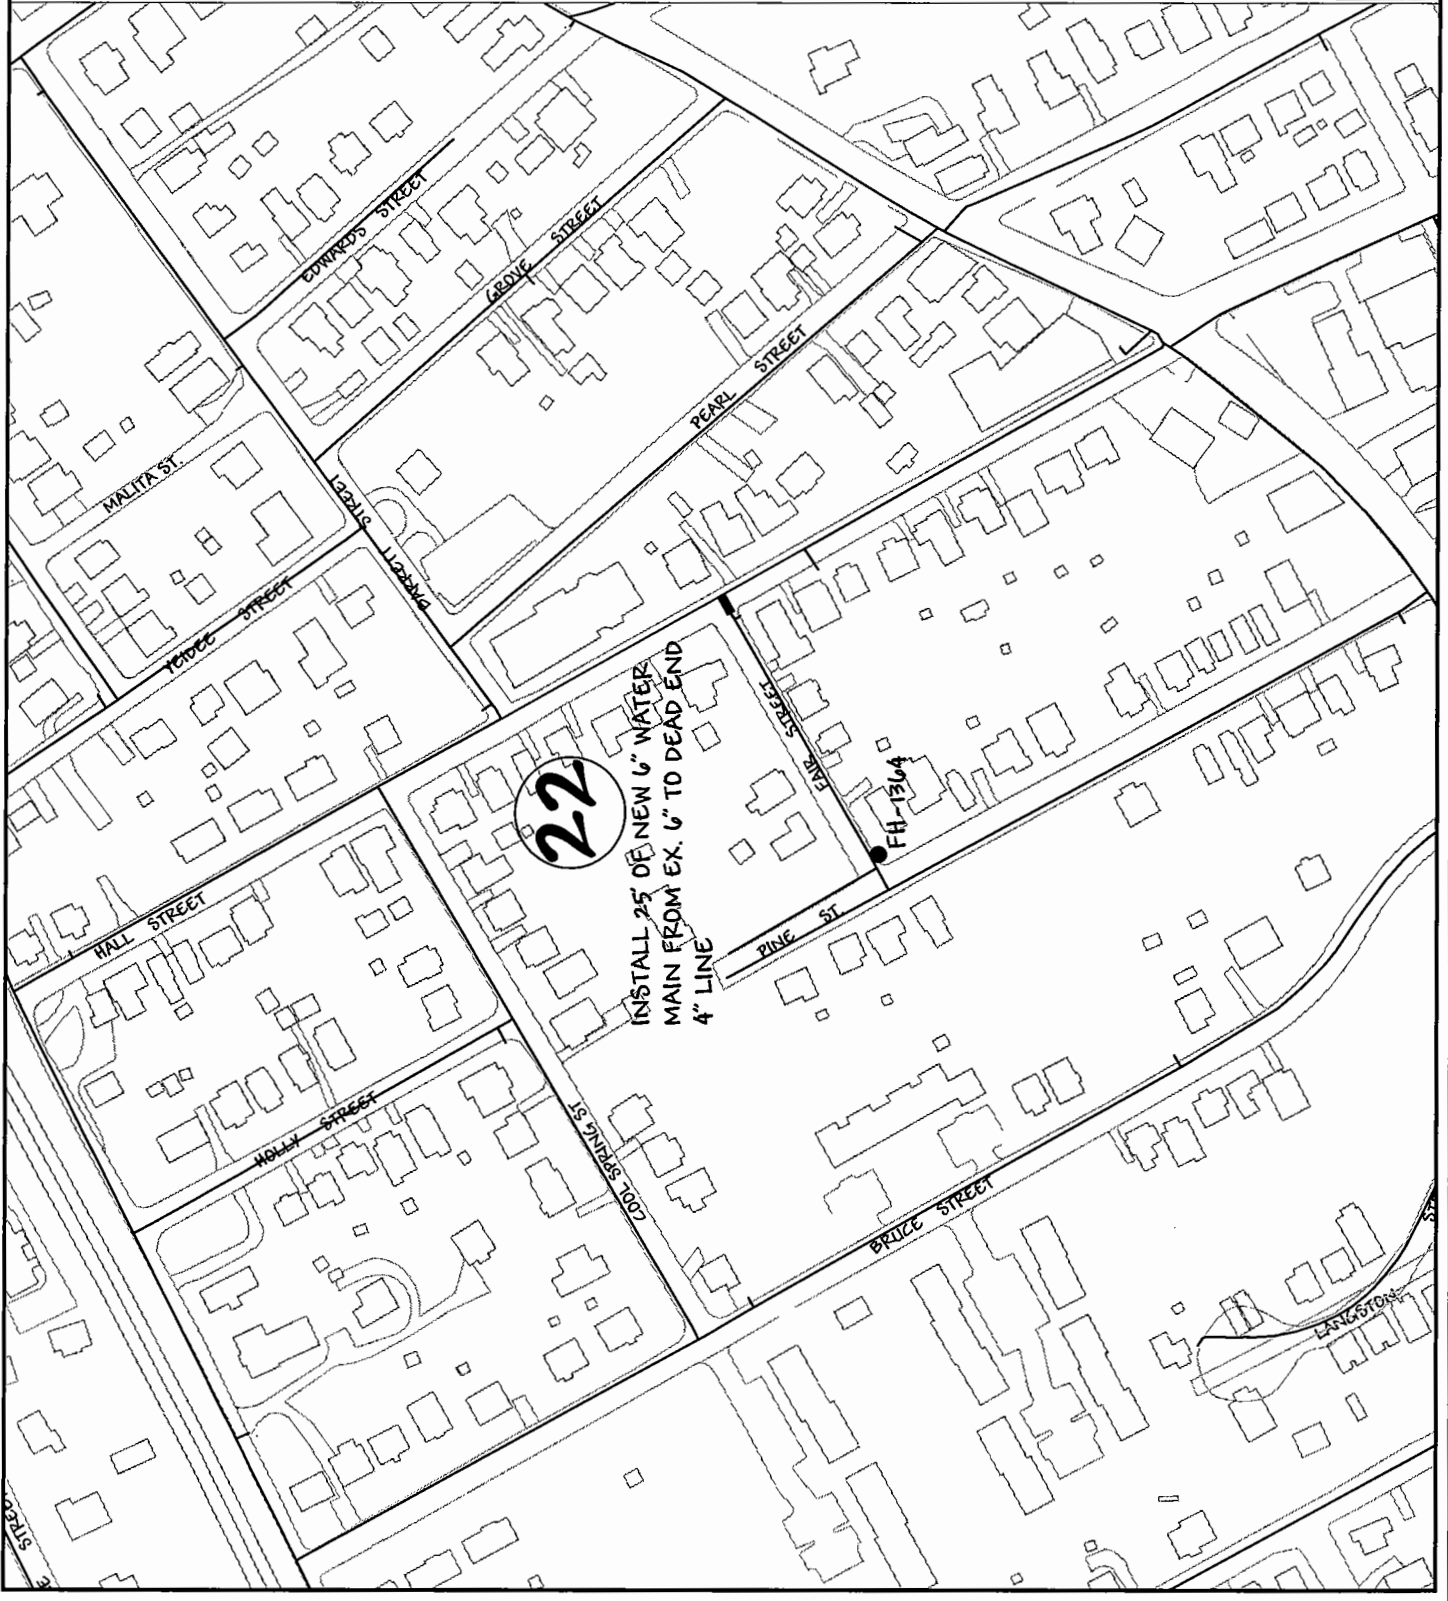 EDWARDS STREET
GROVE STREET
PEARL STREET
MALITA ST.
BARRETT STREET
STREET
HALL STREET
22
INSTALL 25' OF NEW 6" WATER
MAIN FROM EX. 6" TO DEAD END
4" LINE
FAIR STREET
FH-1364
PINE ST.
HOLLY STREET
COOL SPRING ST
BRUCE STREET
LANGSTON